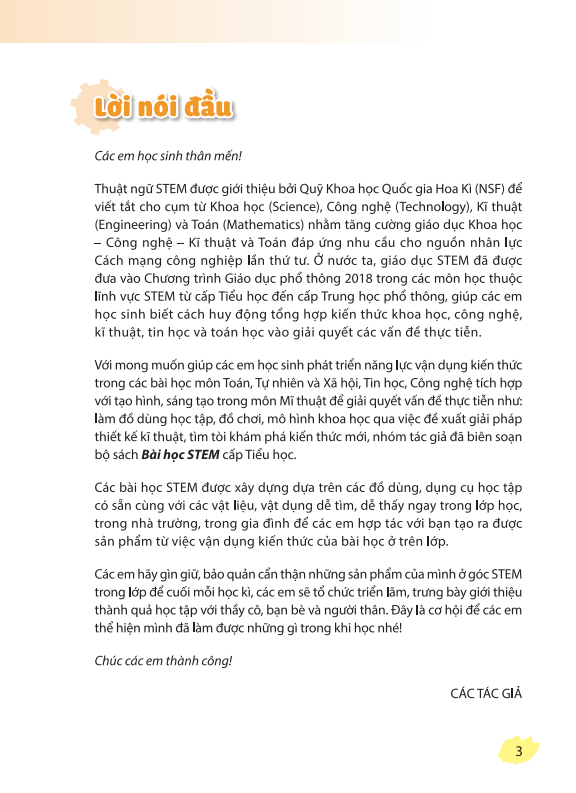 Lời nói đầu
Các em học sinh thân mến!
Thuật ngữ STEM được giới thiệu bởi Quỹ Khoa học Quốc gia Hoa Kì (NSF) để
viết tắt cho cụm từ Khoa học (Science), Công nghệ (Technology), Kĩ thuật
(Engineering) và Toán (Mathematics) nhằm tăng cường giáo dục Khoa học
– Công nghệ – Kĩ thuật và Toán đáp ứng nhu cầu cho nguồn nhân lực
Cách mạng công nghiệp lần thứ tư. Ở nước ta, giáo dục STEM đã được
đưa vào Chương trình Giáo dục phổ thông 2018 trong các môn học thuộc
lĩnh vực STEM từ cấp Tiểu học đến cấp Trung học phổ thông, giúp các em
học sinh biết cách huy động tổng hợp kiến thức khoa học, công nghệ,
kĩ thuật, tin học và toán học vào giải quyết các vấn đề thực tiễn.
Với mong muốn giúp các em học sinh phát triển năng lực vận dụng kiến thức
trong các bài học môn Toán, Tự nhiên và Xã hội, Tin học, Công nghệ tích hợp
với tạo hình, sáng tạo trong môn Mĩ thuật để giải quyết vấn đề thực tiễn như:
làm đồ dùng học tập, đồ chơi, mô hình khoa học qua việc đề xuất giải pháp
thiết kế kĩ thuật, tìm tòi khám phá kiến thức mới, nhóm tác giả đã biên soạn
bộ sách Bài học STEM cấp Tiểu học.
Các bài học STEM được xây dựng dựa trên các đồ dùng, dụng cụ học tập
có sẵn cùng với các vật liệu, vật dụng dễ tìm, dễ thấy ngay trong lớp học,
trong nhà trường, trong gia đình để các em hợp tác với bạn tạo ra được
sản phẩm từ việc vận dụng kiến thức của bài học ở trên lớp.
Các em hãy gìn giữ, bảo quản cẩn thận những sản phẩm của mình ở góc STEM
trong lớp để cuối mỗi học kì, các em sẽ tổ chức triển lãm, trưng bày giới thiệu
thành quả học tập với thầy cô, bạn bè và người thân. Đây là cơ hội để các em
thể hiện mình đã làm được những gì trong khi học nhé!
Chúc các em thành công!
CÁC TÁC GIẢ
3